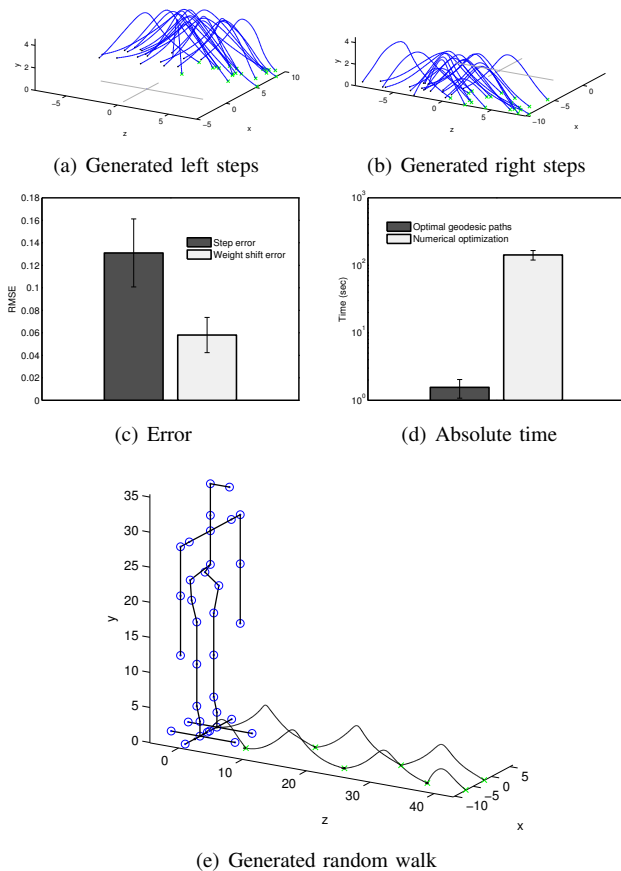 4
2
0
y
−5
0
5
z
−5
0
5
10
x
(a) Generated left steps
4
2
0
y
−5
0
5
z
−10
−5
0
x
(b) Generated right steps
0.18
0.16
0.14
0.12
0.1
0.08
0.06
0.04
0.02
0
RMSE
Step error
Weight shift error
(c) Error
10³
10²
10¹
10⁰
Time (sec)
Optimal geodesic paths
Numerical optimization
(d) Absolute time
35
30
25
20
15
10
5
0
y
0
10
20
30
40
z
−10
−5
0
5
x
(e) Generated random walk